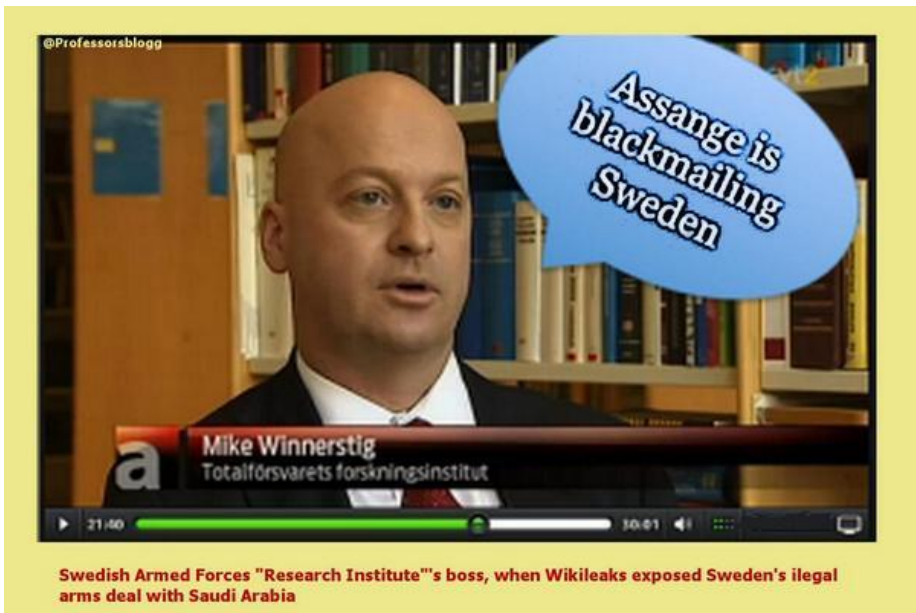 @Professorsblogg
svt2
Assange is
blackmailing
Sweden
a
Mike Winnerstig
Totalförsvarets forskningsinstitut
21:40
30:01
Swedish Armed Forces "Research Institute"'s boss, when Wikileaks exposed Sweden's ilegal
arms deal with Saudi Arabia